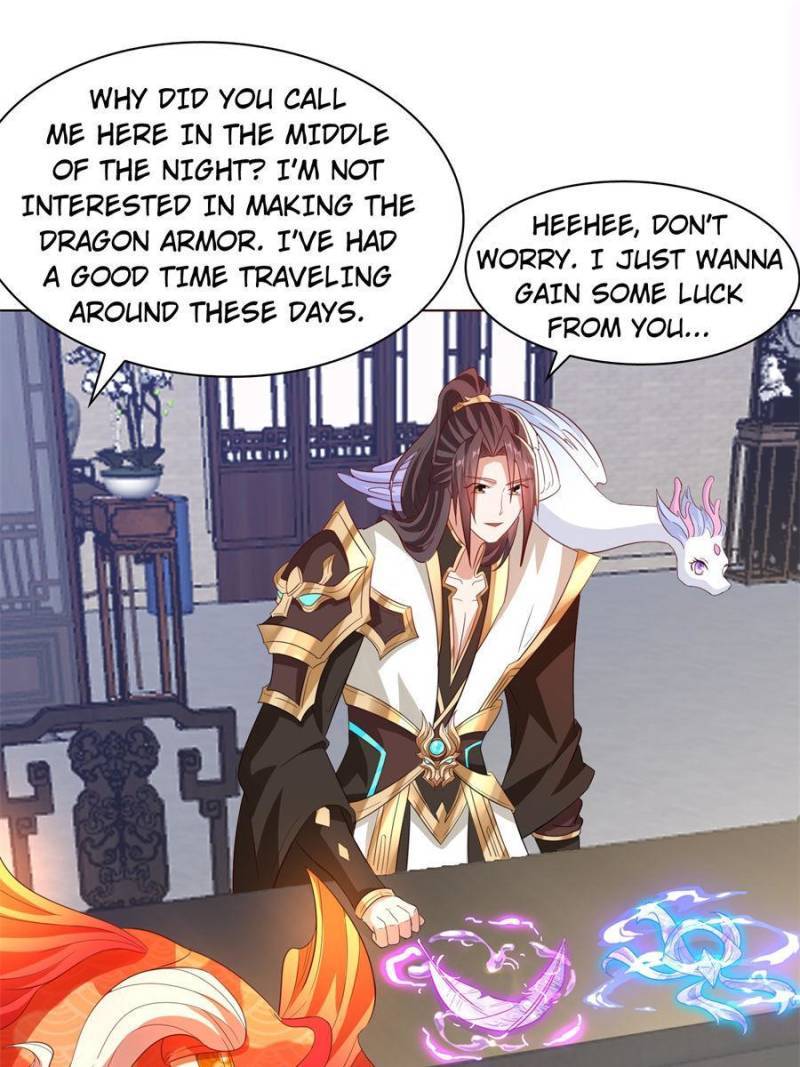 WHY DID YOU CALL
ME HERE IN THE MIDDLE
OF THE NIGHT? I'M NOT
INTERESTED IN MAKING THE
DRAGON ARMOR. I'VE HAD
A GOOD TIME TRAVELING
AROUND THESE DAYS.
HEEHEE, DON'T
WORRY. I JUST WANNA
GAIN SOME LUCK
FROM YOU...